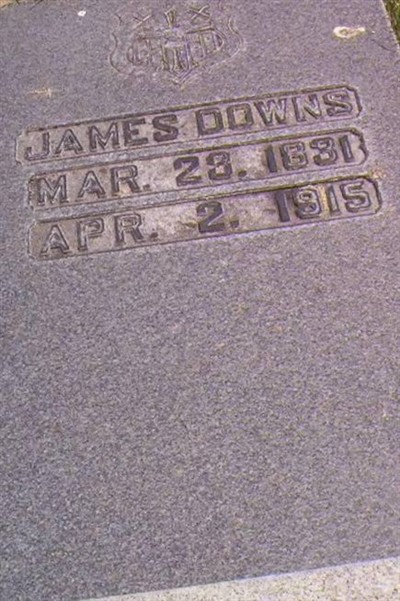 JAMES DOWNS
MAR. 23. 1831
APR. 2. 1915